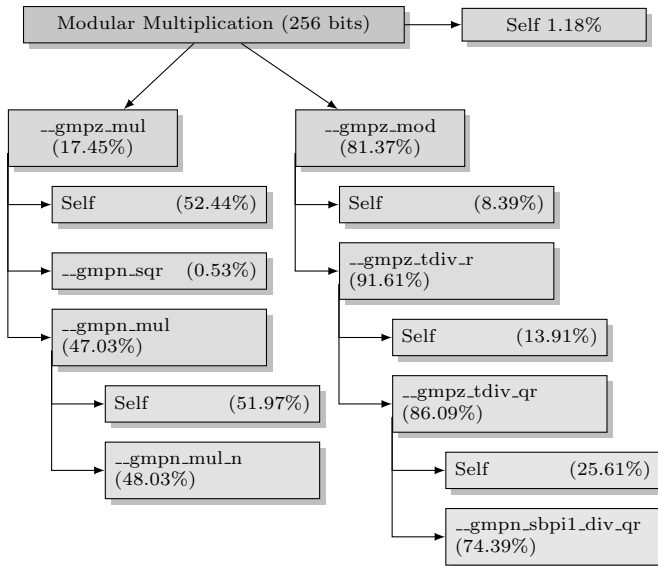 Modular Multiplication (256 bits)
Self 1.18%
__gmpz_mul
(17.45%)
__gmpz_mod
(81.37%)
Self (52.44%)
Self (8.39%)
__gmpn_sqr (0.53%)
__gmpz_tdiv_r
(91.61%)
__gmpn_mul
(47.03%)
Self (13.91%)
Self (51.97%)
__gmpz_tdiv_qr
(86.09%)
__gmpn_mul_n
(48.03%)
Self (25.61%)
__gmpn_sbpi1_div_qr
(74.39%)